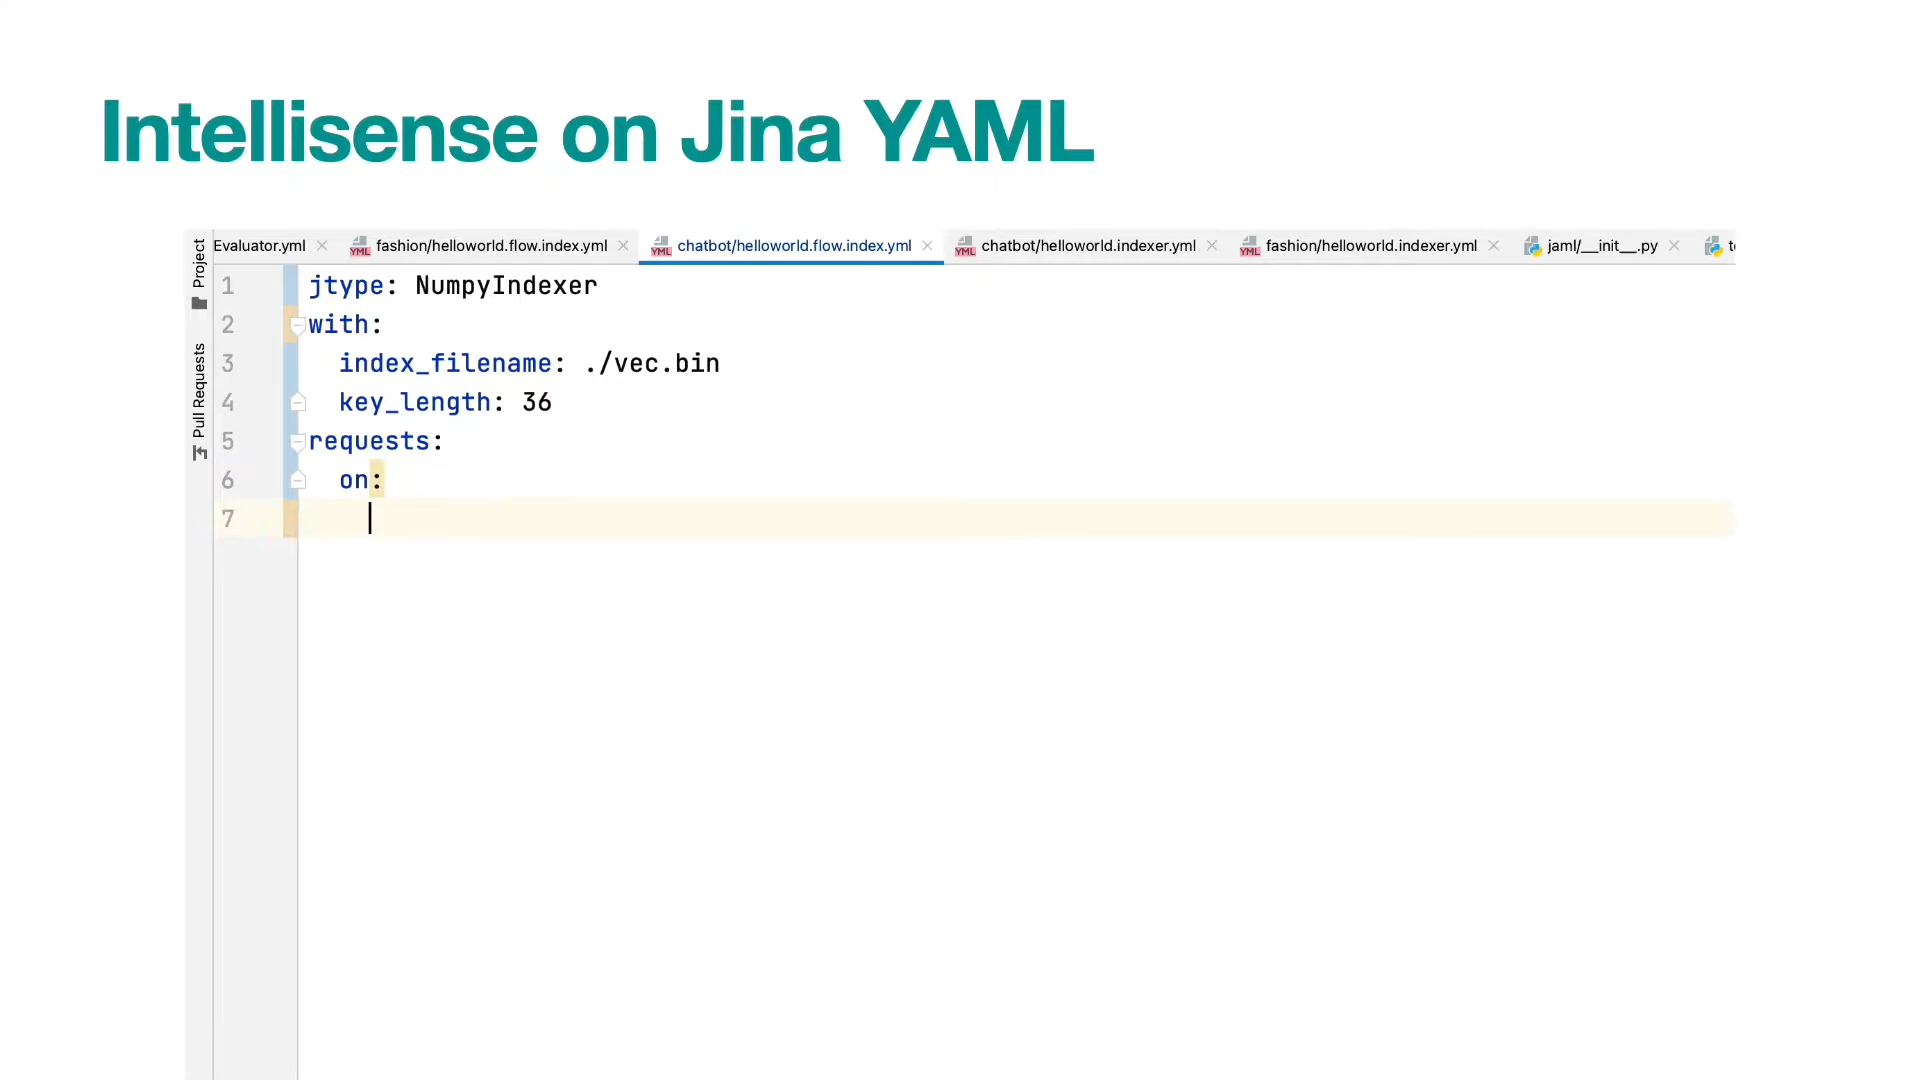 Intellisense on Jina YAML
Evaluator.yml fashion/helloworld.flow.index.yml chatbot/helloworld.flow.index.yml chatbot/helloworld.indexer.yml fashion/helloworld.indexer.yml jaml/__init__.py
Project
Pull Requests
1 jtype: NumpyIndexer
2 with:
3 index_filename: ./vec.bin
4 key_length: 36
5 requests:
6 on:
7